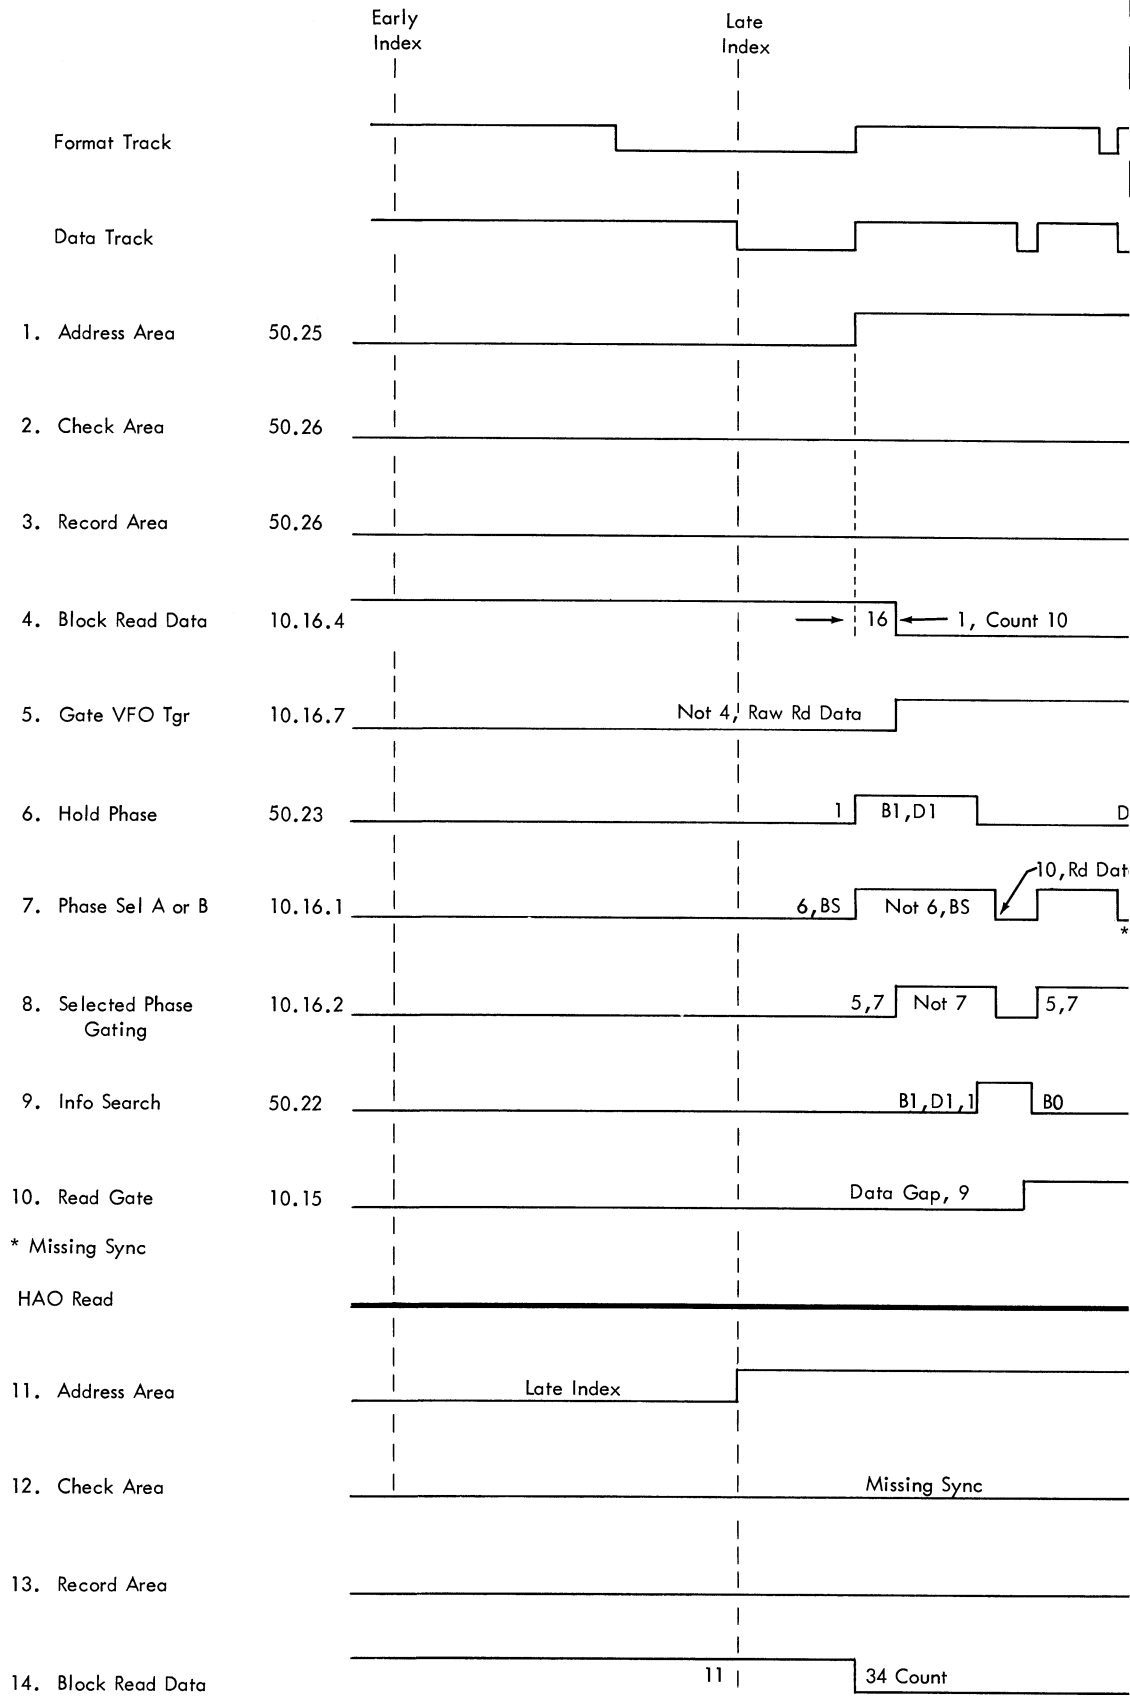 Early Late
Index Index
Format Track
Data Track
1. Address Area 50.25
2. Check Area 50.26
3. Record Area 50.26
4. Block Read Data 10.16.4 16 1, Count 10
5. Gate VFO Tgr 10.16.7 Not 4, Raw Rd Data
6. Hold Phase 50.23 1 B1,D1 D
10,Rd Dat
7. Phase Sel A or B 10.16.1 6,BS Not 6,BS
*
8. Selected Phase 10.16.2 5,7 Not 7 5,7
Gating
9. Info Search 50.22 B1,D1,1 B0
10. Read Gate 10.15 Data Gap, 9
* Missing Sync
HAO Read
11. Address Area Late Index
12. Check Area Missing Sync
13. Record Area
14. Block Read Data 11 34 Count